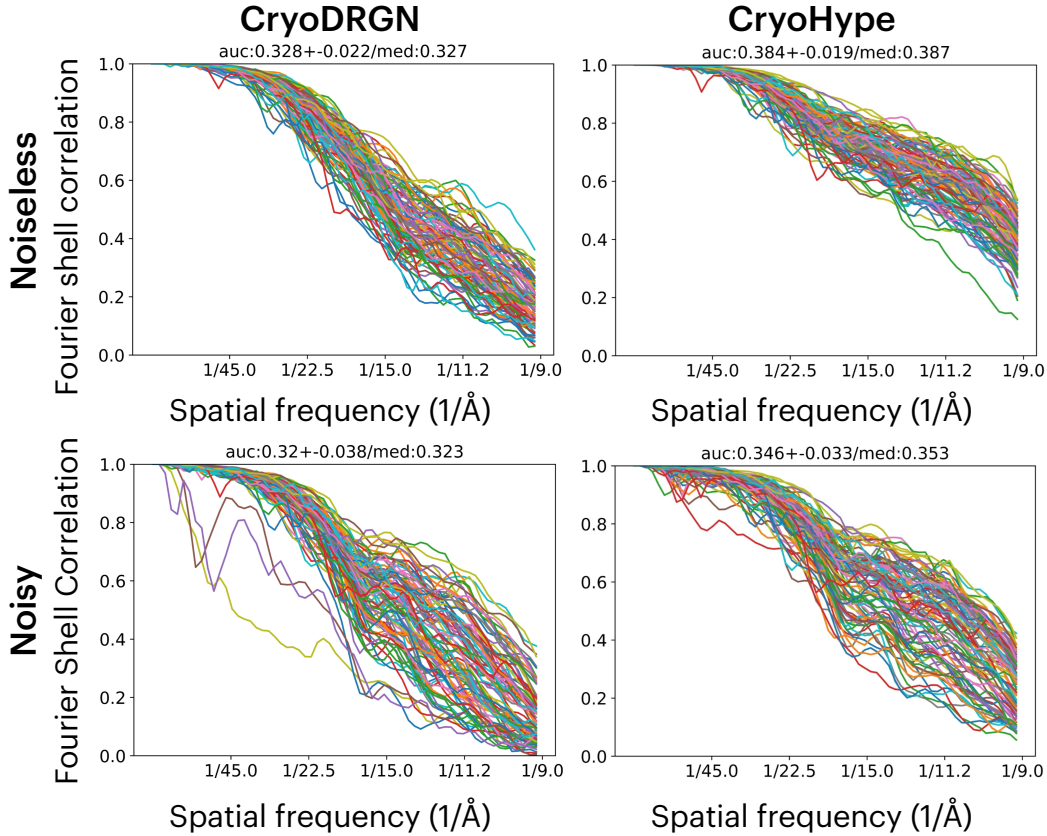 CryoDRGN
CryoHype
auc:0.328+-0.022/med:0.327
auc:0.384+-0.019/med:0.387
Noiseless
Fourier shell correlation
1.0
0.8
0.6
0.4
0.2
0.0
1/45.0 1/22.5 1/15.0 1/11.2 1/9.0
Spatial frequency (1/Å)
1.0
0.8
0.6
0.4
0.2
0.0
1/45.0 1/22.5 1/15.0 1/11.2 1/9.0
Spatial frequency (1/Å)
auc:0.32+-0.038/med:0.323
auc:0.346+-0.033/med:0.353
Noisy
Fourier Shell Correlation
1.0
0.8
0.6
0.4
0.2
0.0
1/45.0 1/22.5 1/15.0 1/11.2 1/9.0
Spatial frequency (1/Å)
1.0
0.8
0.6
0.4
0.2
0.0
1/45.0 1/22.5 1/15.0 1/11.2 1/9.0
Spatial frequency (1/Å)